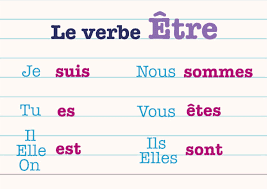 Le verbe Être
Je suis
Nous sommes
Tu es
Vous êtes
Il
Elle est
On
Ils
Elles sont